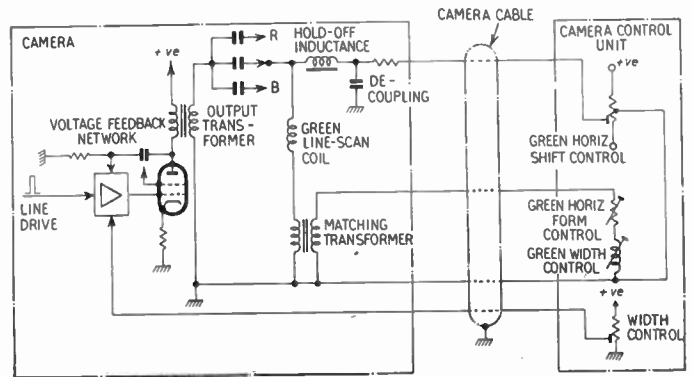 CAMERA
+ve
R
B
HOLD-OFF
INDUCTANCE
DE-
COUPLING
CAMERA CABLE
CAMERA CONTROL
UNIT
+ve
GREEN HORIZ
SHIFT CONTROL
VOLTAGE FEEDBACK
NETWORK
OUTPUT
TRANS-
FORMER
GREEN
LINE-SCAN
COIL
LINE
DRIVE
MATCHING
TRANSFORMER
GREEN HORIZ
FORM
CONTROL
GREEN WIDTH
CONTROL
+ve
WIDTH
CONTROL